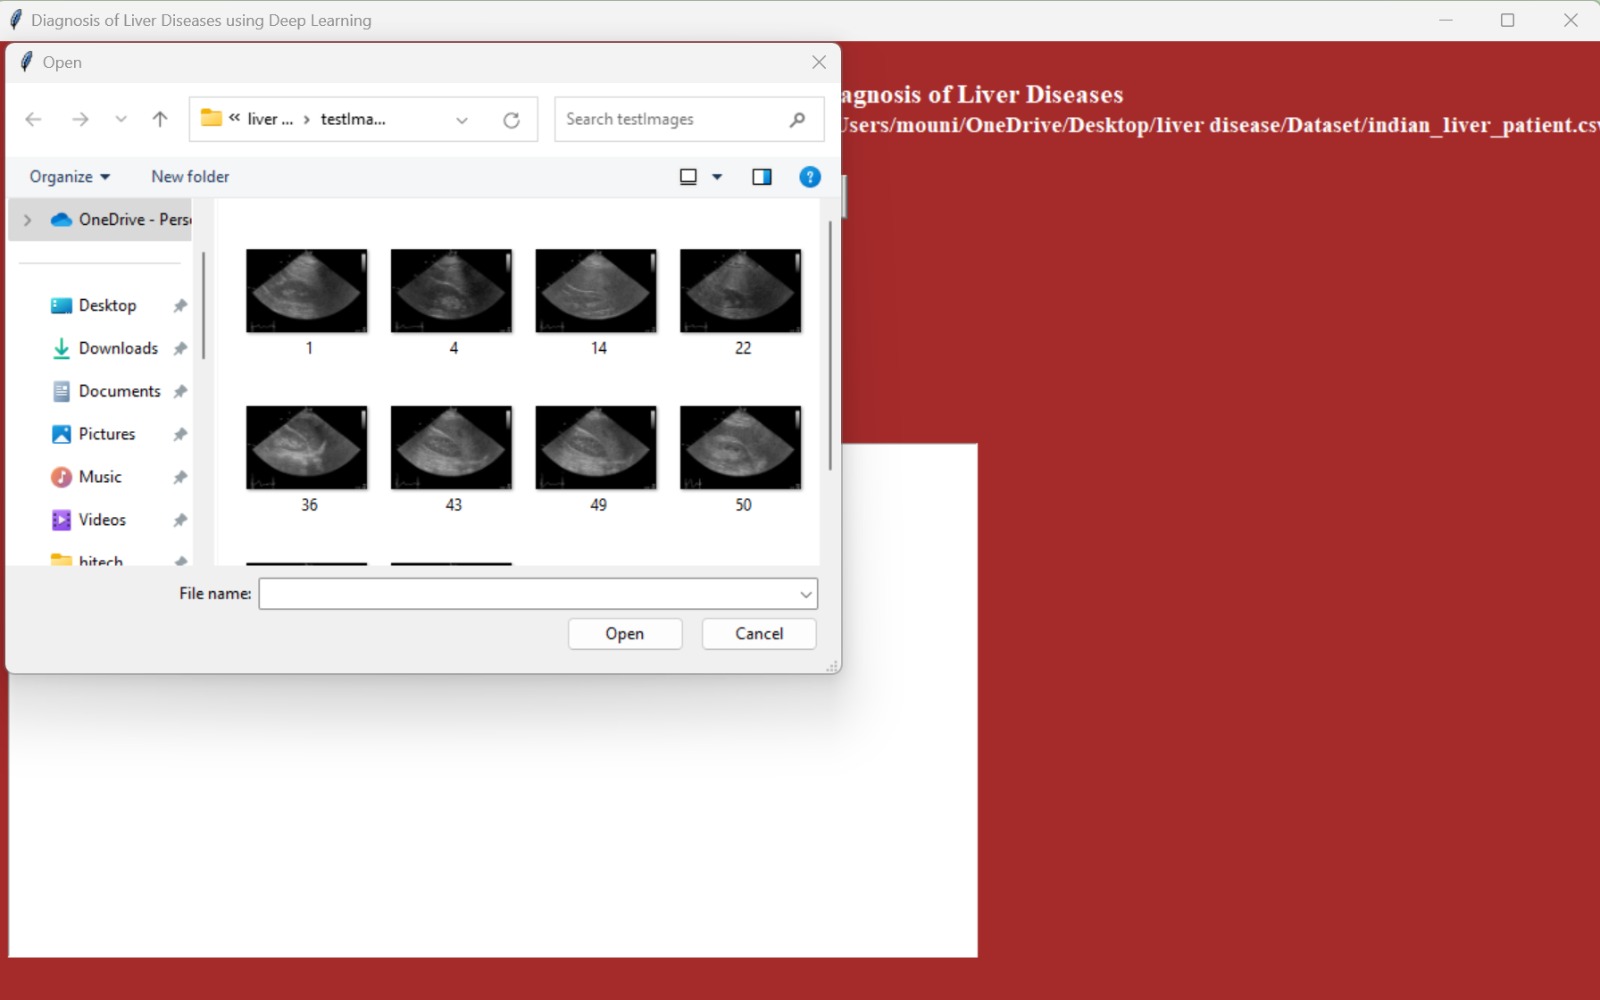 Diagnosis of Liver Diseases using Deep Learning
Open
agnosis of Liver Diseases
Users/mouni/OneDrive/Desktop/liver disease/Dataset/indian_liver_patient.csv
« liver ... › testIma...
Search testImages
Organize
New folder
OneDrive - Pers
Desktop
Downloads
Documents
Pictures
Music
Videos
hitech
1
4
14
22
36
43
49
50
File name:
Open
Cancel